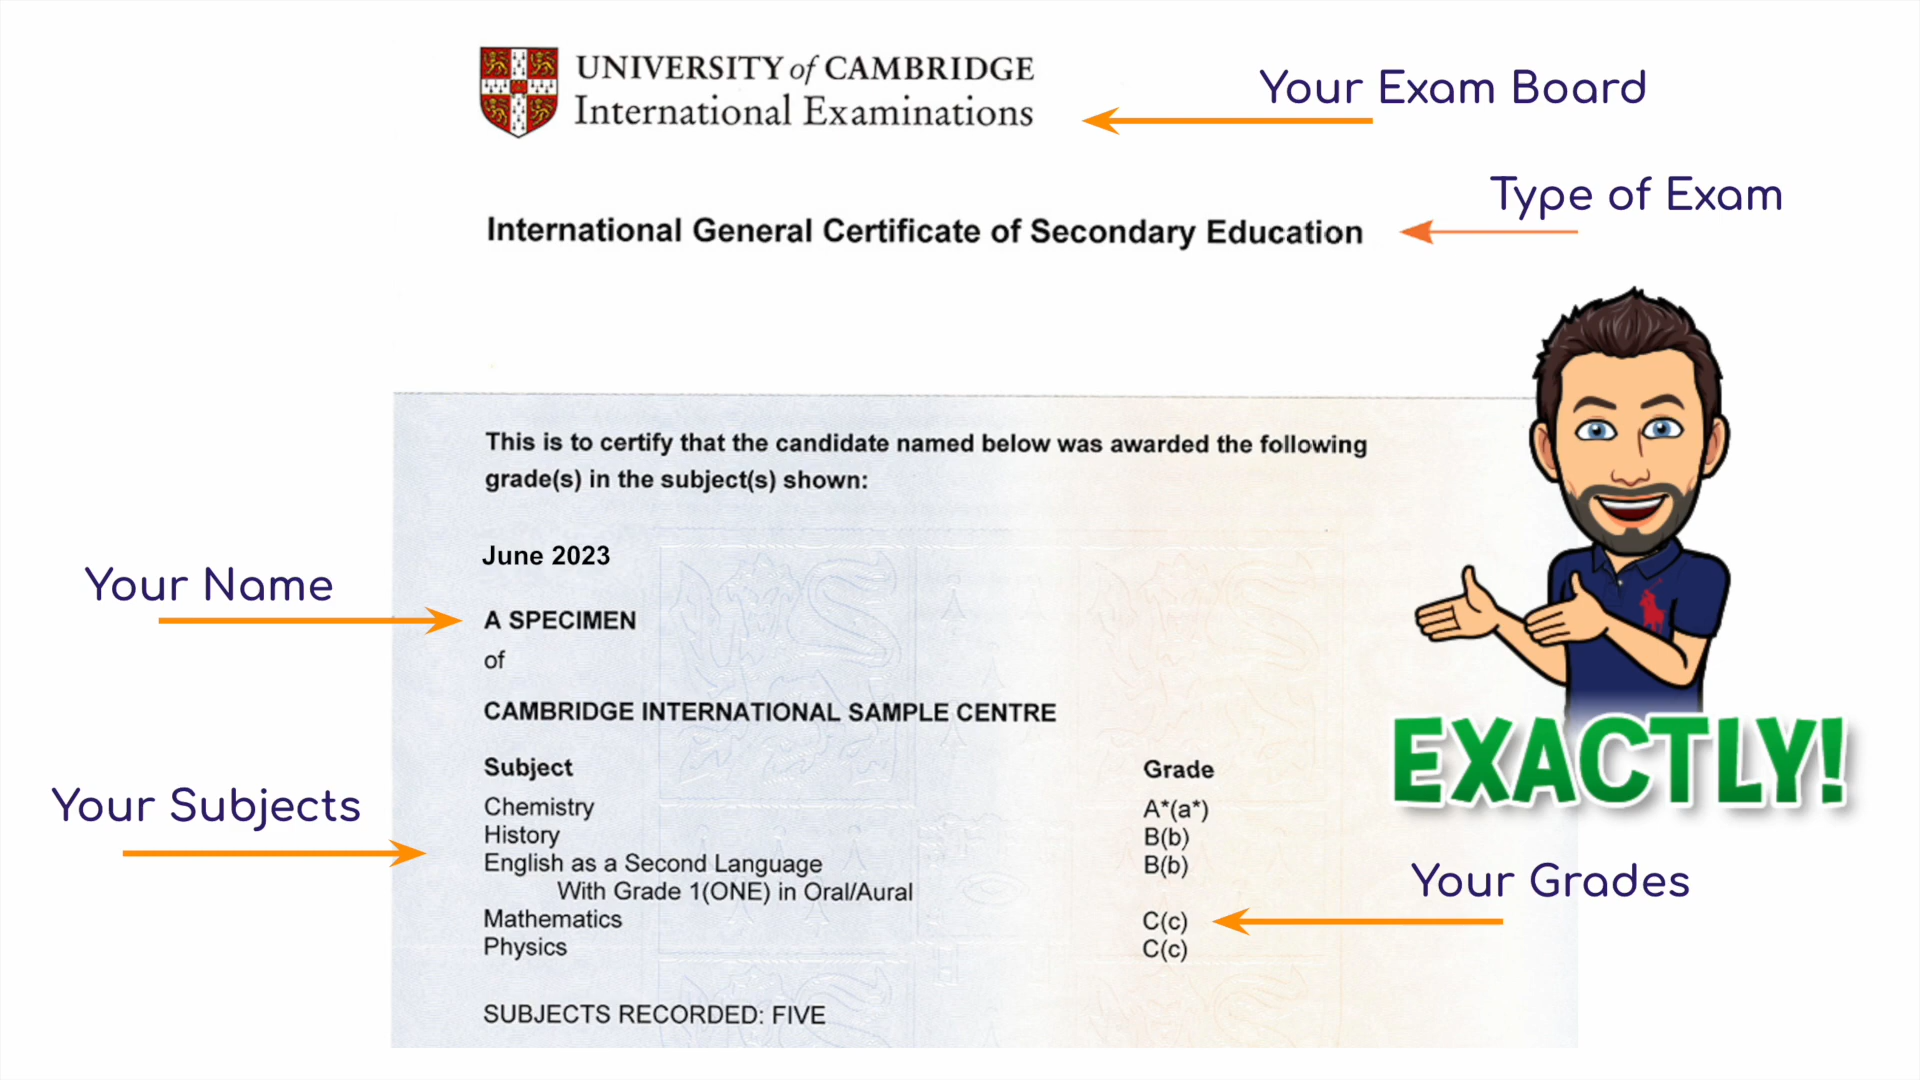 UNIVERSITY of CAMBRIDGE
International Examinations
Your Exam Board
Type of Exam
International General Certificate of Secondary Education
This is to certify that the candidate named below was awarded the following
grade(s) in the subject(s) shown:
June 2023
Your Name
A SPECIMEN
of
CAMBRIDGE INTERNATIONAL SAMPLE CENTRE
EXACTLY!
Subject Grade
Your Subjects
Chemistry A*(a*)
History B(b)
English as a Second Language B(b)
With Grade 1(ONE) in Oral/Aural
Your Grades
Mathematics C(c)
Physics C(c)
SUBJECTS RECORDED: FIVE